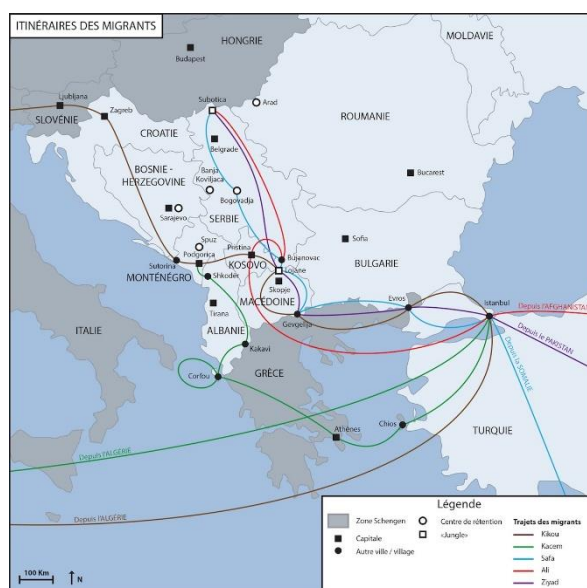 ITINÉRAIRES DES MIGRANTS
HONGRIE
MOLDAVIE
Budapest
Ljubljana
Zagreb
SLOVÉNIE
Subotica
Arad
CROATIE
ROUMANIE
Belgrade
BOSNIE -
HERZEGOVINE
Banja
Koviljaca
Bogovadja
Bucarest
Sarajevo
SERBIE
Spuz
Podgorica
Pristina
Bujanovac
Sofia
Sutorina
KOSOVO
Lojane
BULGARIE
MONTÉNÉGRO
Shkodër
Skopje
MACÉDOINE
Tirana
Gevgelija
Evros
Istanbul
Depuis l'AFGHANISTAN
ITALIE
ALBANIE
Kakavi
Depuis le PAKISTAN
GRÈCE
Corfou
Depuis la SOMALIE
Chios
Athènes
TURQUIE
Depuis l'ALGÉRIE
Depuis l'ALGÉRIE
Légende
Zone Schengen
Centre de rétention
Trajets des migrants
Capitale
«Jungle»
Kikou
Autre ville / village
Kacem
Safa
Ali
Ziyad
100 Km
N